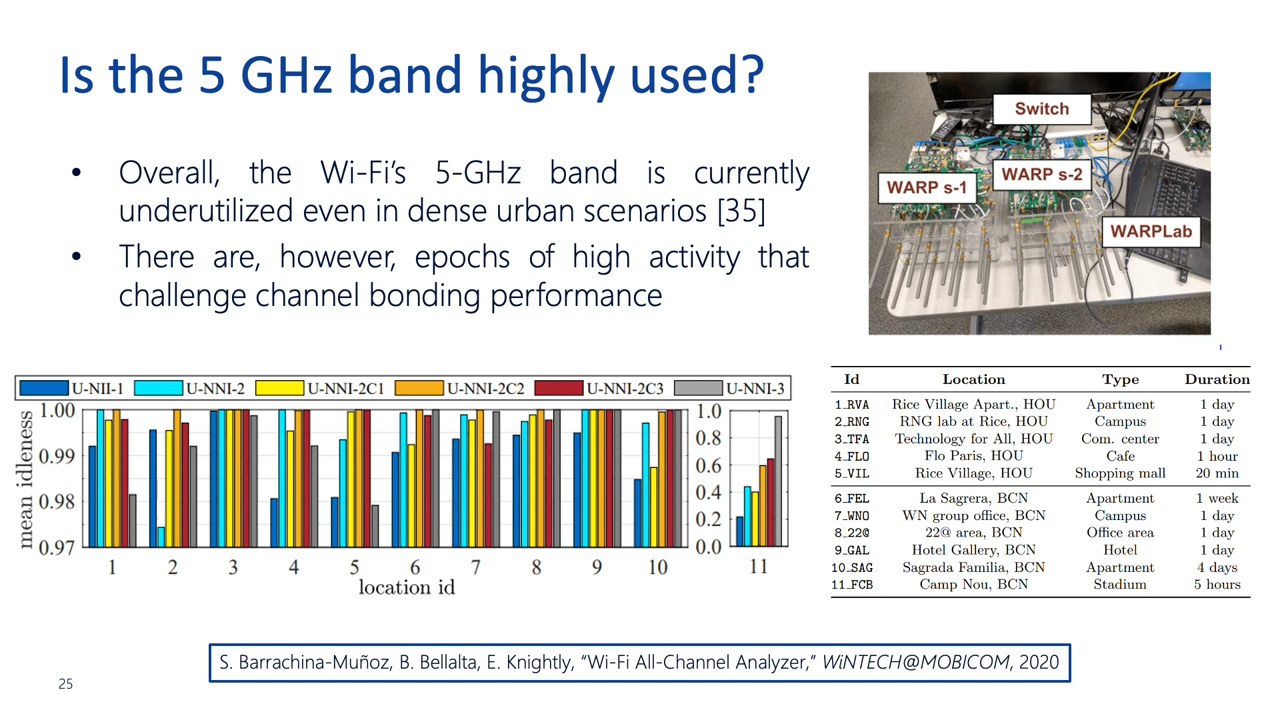 Is the 5 GHz band highly used?
• Overall, the Wi-Fi’s 5-GHz band is currently
underutilized even in dense urban scenarios [35]
• There are, however, epochs of high activity that
challenge channel bonding performance
Switch
WARP s-1
WARP s-2
WARPLab
U-NII-1 U-NNI-2 U-NNI-2C1 U-NNI-2C2 U-NNI-2C3 U-NNI-3
mean idleness
1.00
0.99
0.98
0.97
1.0
0.8
0.6
0.4
0.2
0.0
1 2 3 4 5 6 7 8 9 10 11
location id
Id Location Type Duration
1_RVA Rice Village Apart., HOU Apartment 1 day
2_RNG RNG lab at Rice, HOU Campus 1 day
3_TFA Technology for All, HOU Com. center 1 day
4_FLO Flo Paris, HOU Cafe 1 hour
5_VIL Rice Village, HOU Shopping mall 20 min
6_FEL La Sagrera, BCN Apartment 1 week
7_WNO WN group office, BCN Campus 1 day
8_22@ 22@ area, BCN Office area 1 day
9_GAL Hotel Gallery, BCN Hotel 1 day
10_SAG Sagrada Familia, BCN Apartment 4 days
11_FCB Camp Nou, BCN Stadium 5 hours
S. Barrachina-Muñoz, B. Bellalta, E. Knightly, “Wi-Fi All-Channel Analyzer,” WiNTECH@MOBICOM, 2020
25